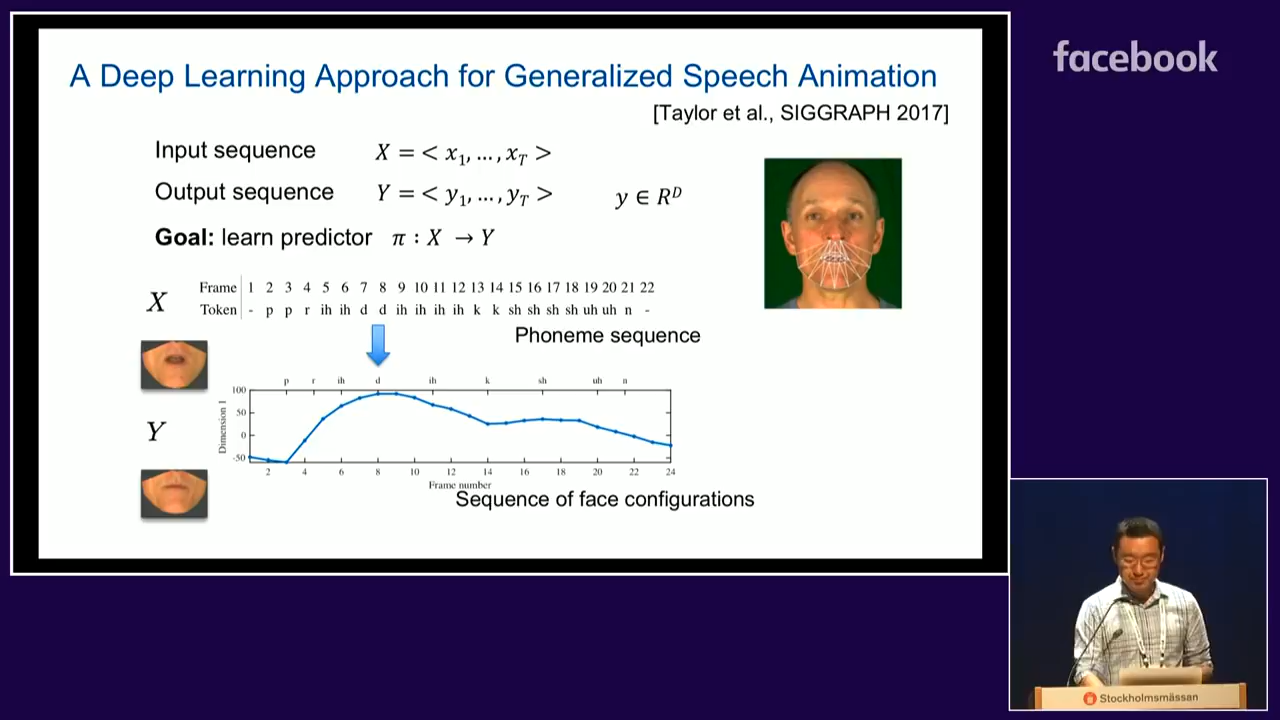 A Deep Learning Approach for Generalized Speech Animation
[Taylor et al., SIGGRAPH 2017]
Input sequence X = < x1, ..., xT >
Output sequence Y = < y1, ..., yT > y ∈ R^D
Goal: learn predictor π : X → Y
X
Frame 1 2 3 4 5 6 7 8 9 10 11 12 13 14 15 16 17 18 19 20 21 22
Token - p p r ih ih d d ih ih ih ih k k sh sh sh sh uh uh n -
Phoneme sequence
p r ih d ih k sh uh n
Y
Dimension 1
100
50
0
-50
2 4 6 8 10 12 14 16 18 20 22 24
Frame number
Sequence of face configurations
facebook
Stockholmsmässan